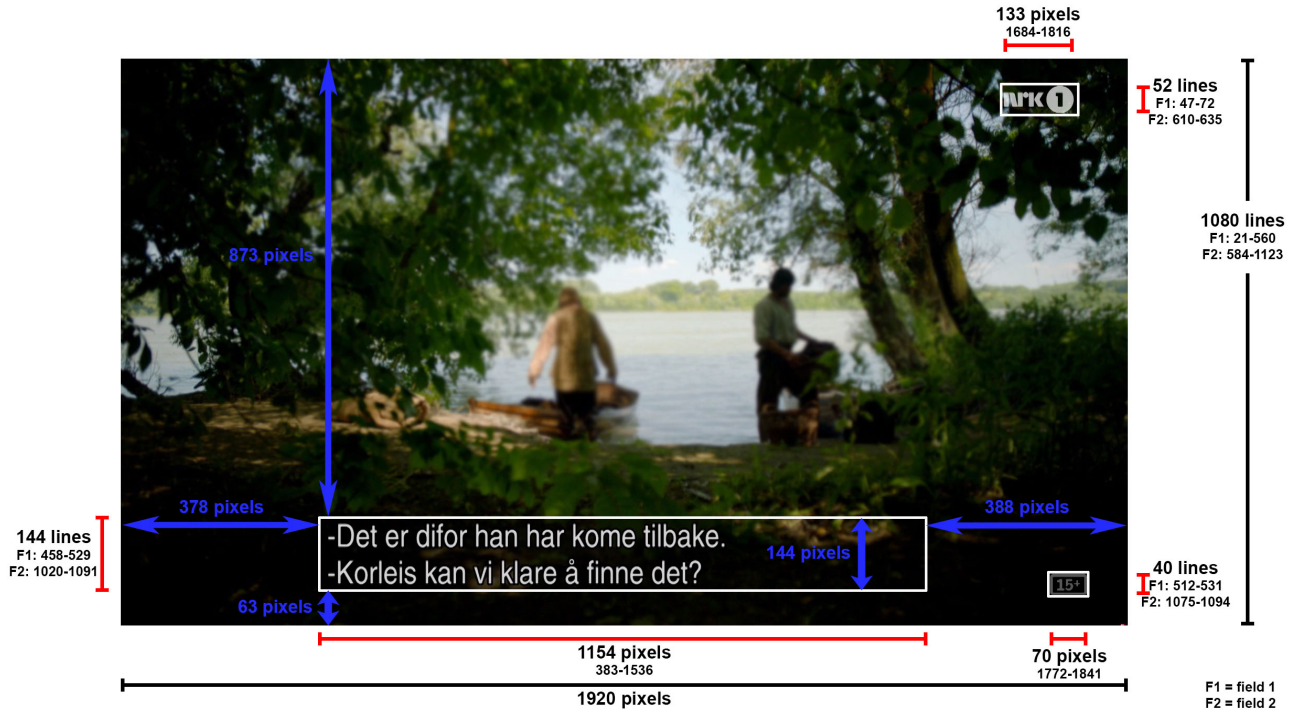 133 pixels
1684-1816
nrk 1
52 lines
F1: 47-72
F2: 610-635
1080 lines
F1: 21-560
F2: 584-1123
873 pixels
378 pixels
388 pixels
144 lines
F1: 458-529
F2: 1020-1091
-Det er difor han har kome tilbake.
-Korleis kan vi klare å finne det?
144 pixels
63 pixels
15+
40 lines
F1: 512-531
F2: 1075-1094
1154 pixels
383-1536
70 pixels
1772-1841
1920 pixels
F1 = field 1
F2 = field 2